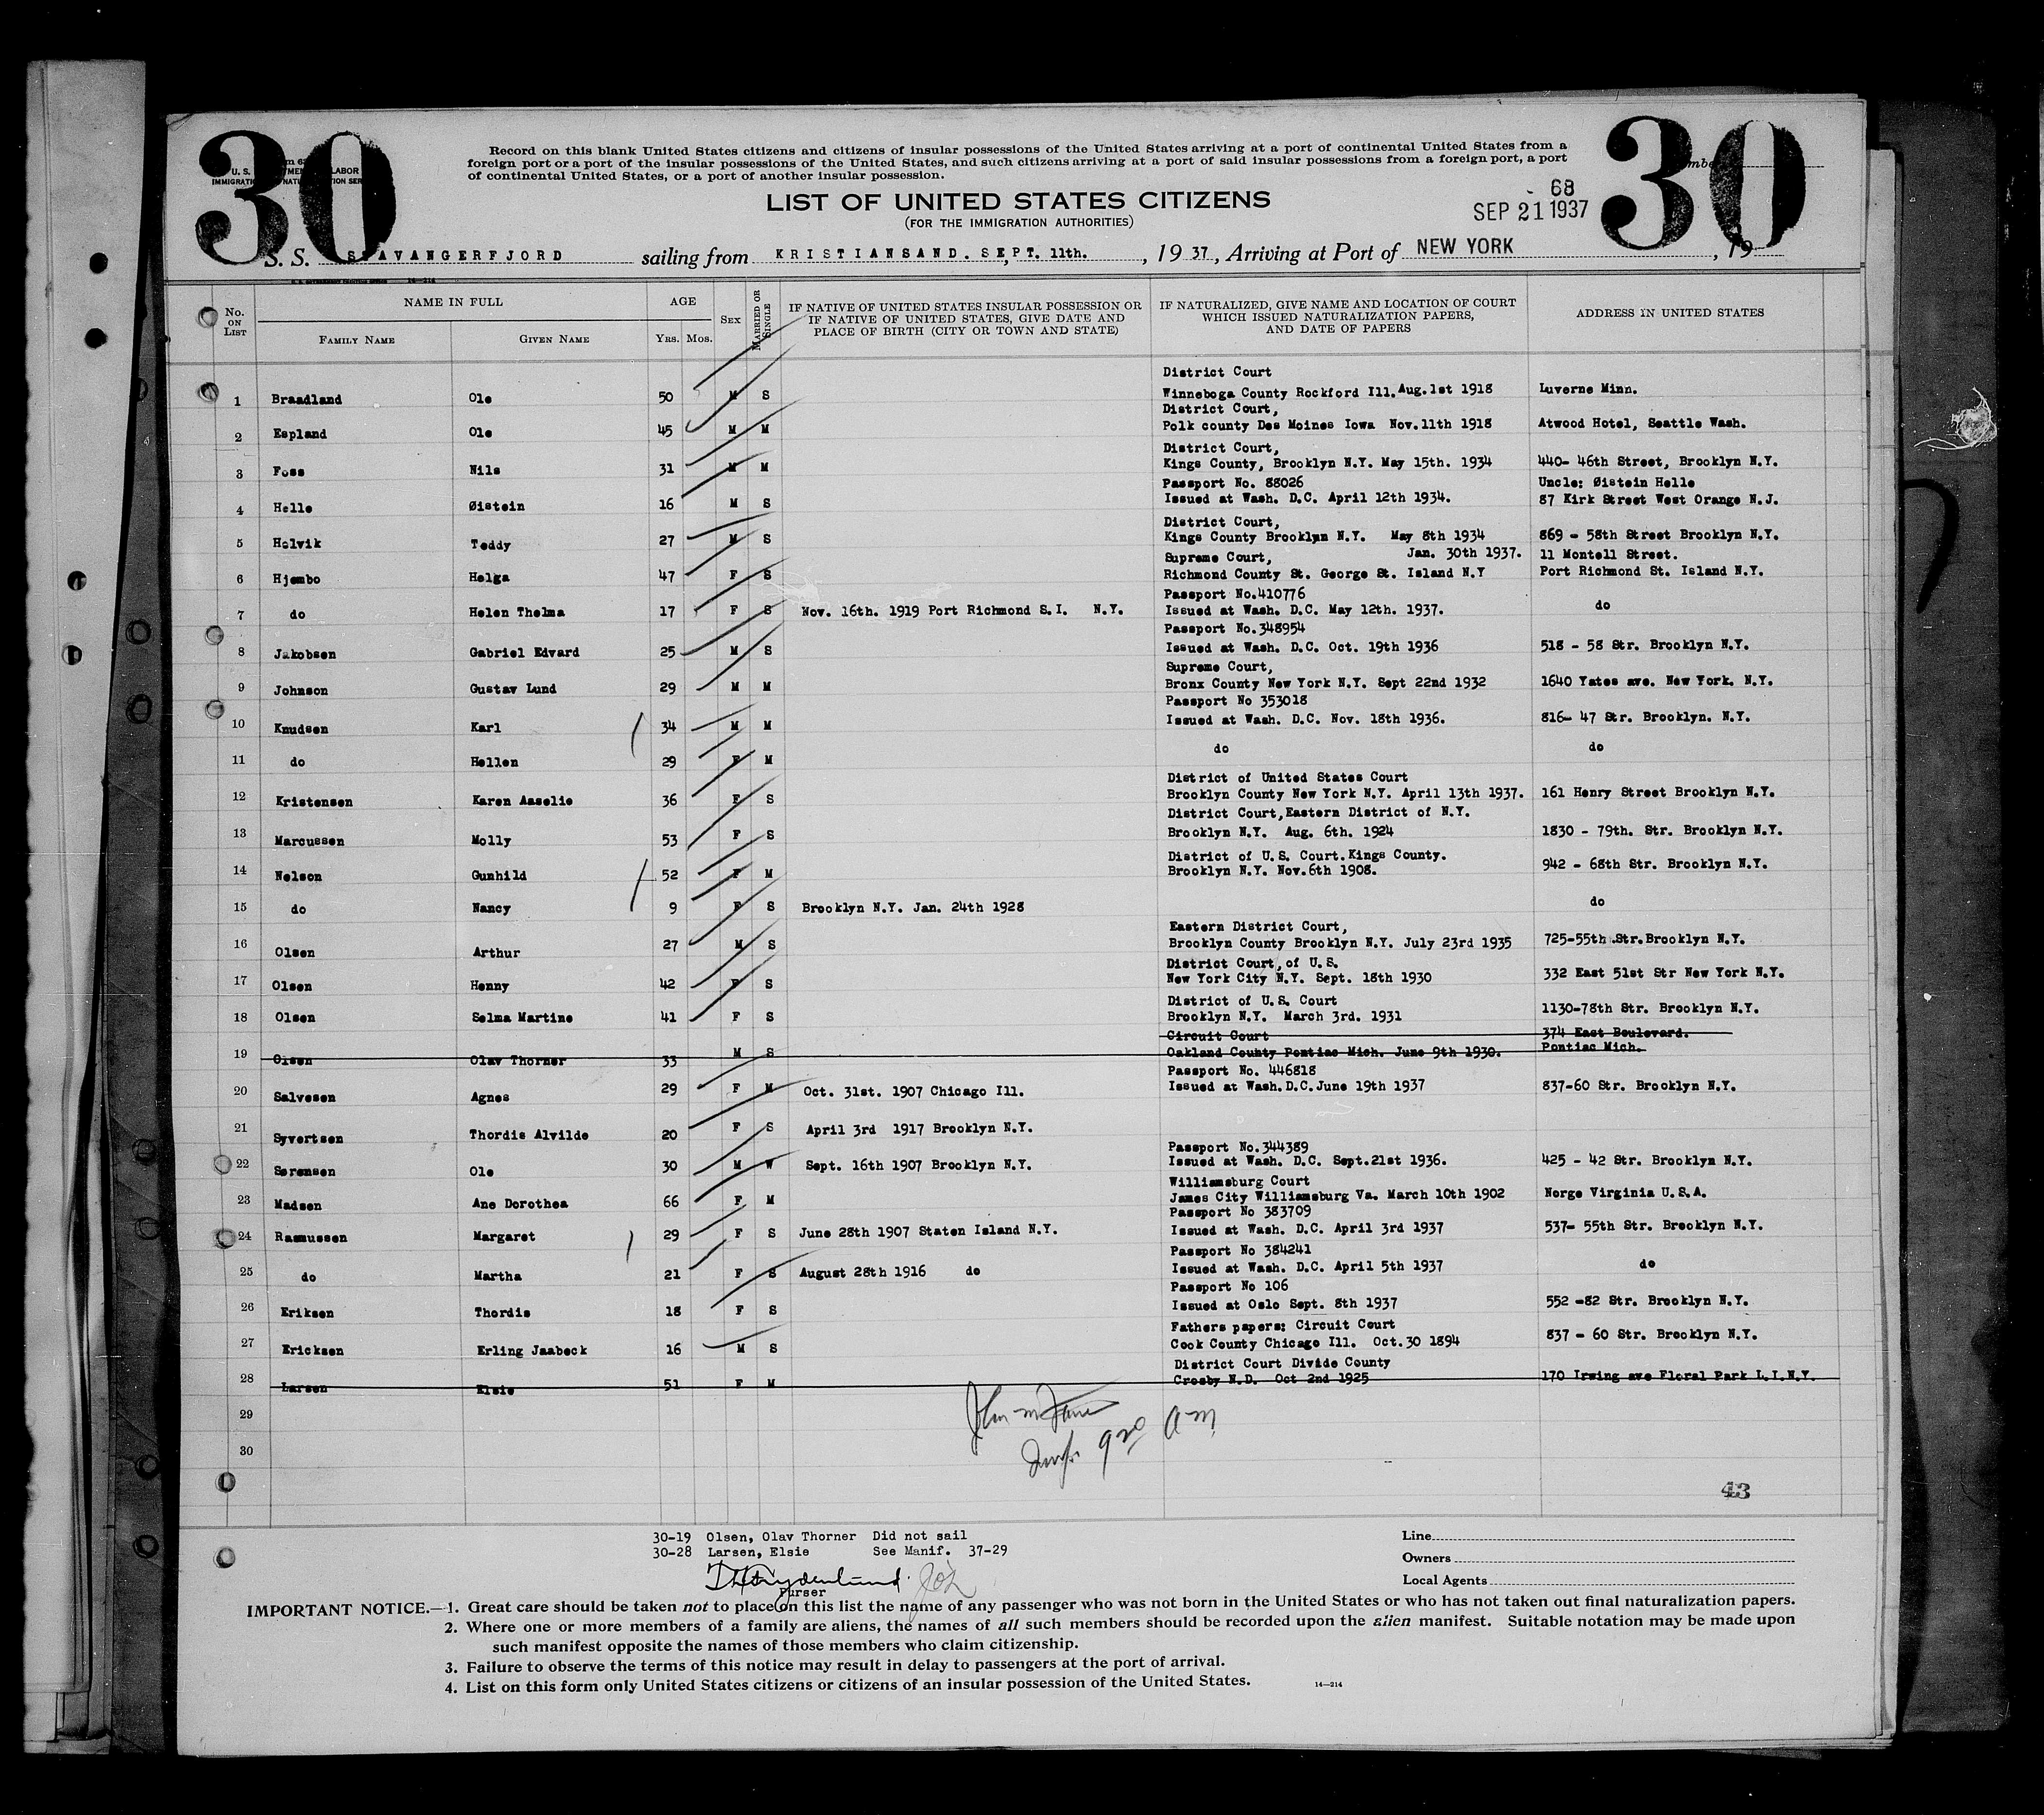 30
30
U. S.
LABOR
Record on this blank United States citizens and citizens of insular possessions of the United States arriving at a port of continental United States from a
foreign port or a port of the insular possessions of the United States, and such citizens arriving at a port of said insular possessions from a foreign port, a port
of continental United States, or a port of another insular possession.
LIST OF UNITED STATES CITIZENS
(FOR THE IMMIGRATION AUTHORITIES)
68
SEP 21 1937
S. S. STAVANGERFJORD sailing from KRISTIANSAND. SEPT. 11th., 19 37, Arriving at Port of NEW YORK, 19
No. ON LIST
NAME IN FULL
FAMILY NAME
GIVEN NAME
AGE
YRS. MOS.
SEX
MARRIED OR SINGLE
IF NATIVE OF UNITED STATES INSULAR POSSESSION OR
IF NATIVE OF UNITED STATES, GIVE DATE AND
PLACE OF BIRTH (CITY OR TOWN AND STATE)
IF NATURALIZED, GIVE NAME AND LOCATION OF COURT
WHICH ISSUED NATURALIZATION PAPERS,
AND DATE OF PAPERS
ADDRESS IN UNITED STATES
District Court
1 Braadland Ole 50 M S Winneboga County Rockford Ill. Aug.1st 1918 Luverne Minn.
District Court,
2 Espland Ole 45 M M Polk county Des Moines Iowa Nov.11th 1918 Atwood Hotel, Seattle Wash.
District Court,
3 Foss Nils 31 M M Kings County, Brooklyn N.Y. May 15th. 1934 440- 46th Street, Brooklyn N.Y.
Passport No. 88026 Uncle: Øistein Helle
4 Helle Øistein 16 M S Issued at Wash. D.C. April 12th 1934. 87 Kirk Street West Orange N.J.
District Court,
5 Holvik Teddy 27 M S Kings County Brooklyn N.Y. May 8th 1934 869 - 58th Street Brooklyn N.Y.
Supreme Court, Jan. 30th 1937. 11 Montell Street.
6 Hjembo Helga 47 F S Richmond County St. George St. Island N.Y Port Richmond St. Island N.Y.
Passport No.410776
7 do Helen Thelma 17 F S Nov. 16th. 1919 Port Richmond S.I. N.Y. Issued at Wash. D.C. May 12th. 1937. do
Passport No.348954
8 Jakobsen Gabriel Edvard 25 M S Issued at Wash. D.C. Oct. 19th 1936 518 - 58 Str. Brooklyn N.Y.
Supreme Court,
9 Johnson Gustav Lund 29 M M Bronx County New York N.Y. Sept 22nd 1932 1640 Yates ave. New York. N.Y.
Passport No 353018
10 Knudsen Karl 34 M M Issued at Wash. D.C. Nov. 18th 1936. 816- 47 Str. Brooklyn. N.Y.
11 do Hellen 29 F M do do
District of United States Court
12 Kristensen Karen Aaselie 36 F S Brooklyn County New York N.Y. April 13th 1937. 161 Henry Street Brooklyn N.Y.
District Court,Eastern District of N.Y.
13 Marcussen Molly 53 F S Brooklyn N.Y. Aug. 6th. 1924 1830 - 79th. Str. Brooklyn N.Y.
District of U.S. Court.Kings County.
14 Nelson Gunhild 52 F M Brooklyn N.Y. Nov.6th 1908. 942 - 68th Str. Brooklyn N.Y.
15 do Nancy 9 F S Brooklyn N.Y. Jan. 24th 1928 do
Eastern District Court,
16 Olsen Arthur 27 M S Brooklyn County Brooklyn N.Y. July 23rd 1935 725-55th.Str.Brooklyn N.Y.
District Court, of U.S.
17 Olsen Henny 42 F S New York City N.Y. Sept. 18th 1930 332 East 51st Str New York N.Y.
District of U.S. Court
18 Olsen Selma Martine 41 F S Brooklyn N.Y. March 3rd. 1931 1130-78th Str. Brooklyn N.Y.
Circuit Court 374 East Boulevard.
19 Olsen Olav Thorner 33 M S Oakland County Pontiac Mich. June 9th 1930. Pontiac Mich.
Passport No. 446818
20 Salvesen Agnes 29 F M Oct. 31st. 1907 Chicago Ill. Issued at Wash.D.C.June 19th 1937 837-60 Str. Brooklyn N.Y.
21 Syvertsen Thordis Alvilde 20 F S April 3rd 1917 Brooklyn N.Y.
Passport No.344389
22 Sørensen Ole 30 M W Sept. 16th 1907 Brooklyn N.Y. Issued at Wash. D.C. Sept.21st 1936. 425 - 42 Str. Brooklyn N.Y.
Williamsburg Court
23 Madsen Ane Dorothea 66 F M James City Williamsburg Va. March 10th 1902 Norge Virginia U.S.A.
Passport No 383709
24 Rasmussen Margaret 29 F S June 28th 1907 Staten Island N.Y. Issued at Wash. D.C. April 3rd 1937 537- 55th Str. Brooklyn N.Y.
Passport No 384241
25 do Martha 21 F S August 28th 1916 do Issued at Wash. D.C. April 5th 1937 do
Passport No 106
26 Eriksen Thordis 18 F S Issued at Oslo Sept. 8th 1937 552 -82 Str. Brooklyn N.Y.
Fathers papers: Circuit Court
27 Ericksen Erling Jaabeck 16 M S Cook County Chicago Ill. Oct.30 1894 837 - 60 Str. Brooklyn N.Y.
District Court Divide County
28 Larsen Elsie 51 F M Crosby N.D. Oct 2nd 1925 170 Irwing ave Floral Park L.I.N.Y.
29
30
9 20 am
43
30-19 Olsen, Olav Thorner Did not sail
30-28 Larsen, Elsie See Manif. 37-29
Purser
Line
Owners
Local Agents
IMPORTANT NOTICE.—1. Great care should be taken not to place on this list the name of any passenger who was not born in the United States or who has not taken out final naturalization papers.
2. Where one or more members of a family are aliens, the names of all such members should be recorded upon the alien manifest. Suitable notation may be made upon
such manifest opposite the names of those members who claim citizenship.
3. Failure to observe the terms of this notice may result in delay to passengers at the port of arrival.
4. List on this form only United States citizens or citizens of an insular possession of the United States.
14—214